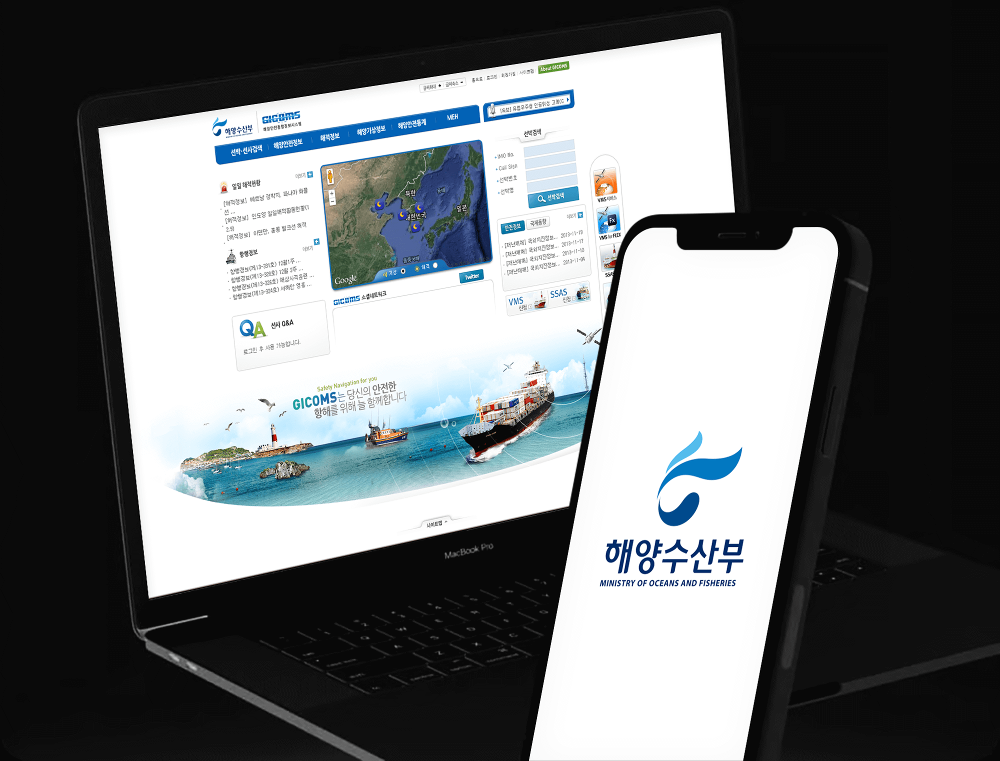 글씨확대 + 글씨축소 -
홈으로 로그인 회원가입 사이트맵 About GICOMS
해양수산부
MINISTRY OF OCEANS AND FISHERIES
GICOMS
해양안전종합정보시스템
선박·선사검색 해양안전정보 해적정보 해양기상정보 해양안전통계 MEH
[속보] 유럽우주청 인공위성 고체(G
일일 해적현황 더보기
[해적정보] 베트남 정박지, 파나마 화물
선 ...
[해적정보] 인도양 일일해적활동현황(1
2.9)
[해적정보] 아덴만, 홍콩 벌크선 해적
항행경보 더보기
항행경보(제13-331호) 12월1주 ...
항행경보(제13-328호) 12월 2주 ...
항행경보(제13-326호) 해상사격훈련 ...
항행경보(제13-324호) 서해안 영흥 ...
QA 선사 Q&A
로그인 후 사용 가능합니다.
북한
동해
대한민국
일본
동중국해
Google
기상 해적
GICOMS 소셜네트워크
Twitter
선박검색
IMO No.
Call Sign
선박번호
선박명
선박검색
안전정보 국제동향 더보기
[재난재해] 국외지진정보... 2013-11-19
[재난재해] 국외지진정보... 2013-11-17
[재난재해] 국외지진정보... 2013-11-10
[재난재해] 국외지진정보... 2013-11-04
VMS 신청
SSAS 신청
VMS서비스
Fx
VMS for FLEX
SSAS
Safety Navigation for you
GICOMS는 당신의 안전한
항해를 위해 늘 함께합니다
사이트맵
MacBook Pro
해양수산부
MINISTRY OF OCEANS AND FISHERIES